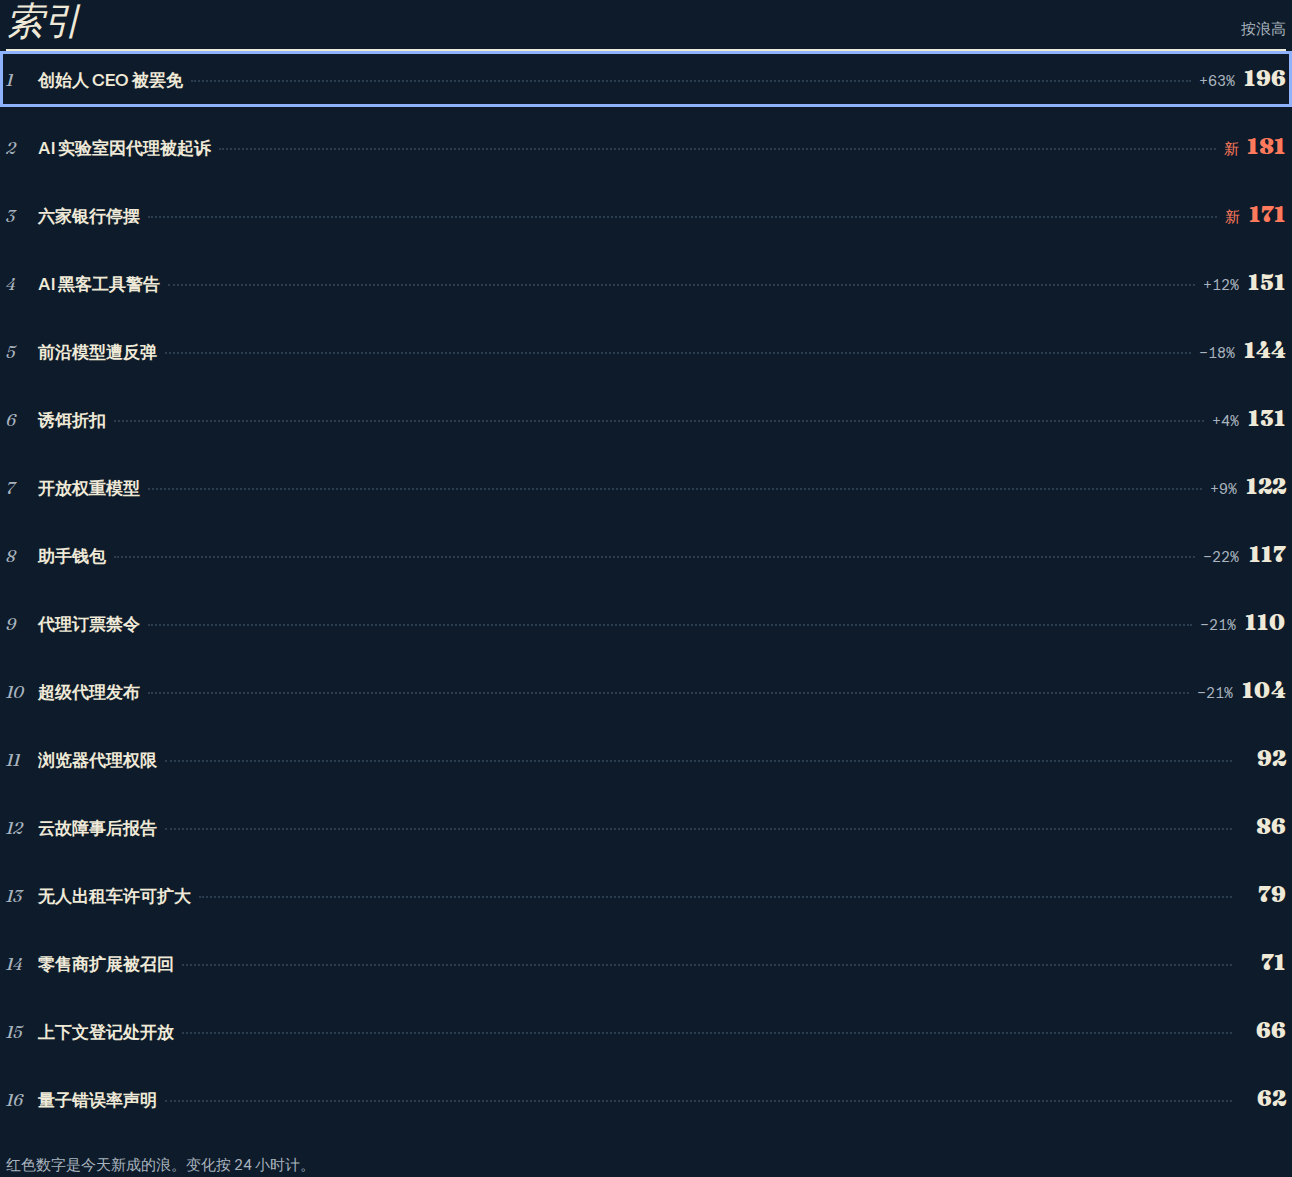 索引
按浪高
1 创始人 CEO 被罢免 +63% 196
2 AI 实验室因代理被起诉 新 181
3 六家银行停摆 新 171
4 AI 黑客工具警告 +12% 151
5 前沿模型遭反弹 −18% 144
6 诱饵折扣 +4% 131
7 开放权重模型 +9% 122
8 助手钱包 −22% 117
9 代理订票禁令 −21% 110
10 超级代理发布 −21% 104
11 浏览器代理权限 92
12 云故障事后报告 86
13 无人出租车许可扩大 79
14 零售商扩展被召回 71
15 上下文登记处开放 66
16 量子错误率声明 62
红色数字是今天新成的浪。变化按 24 小时计。